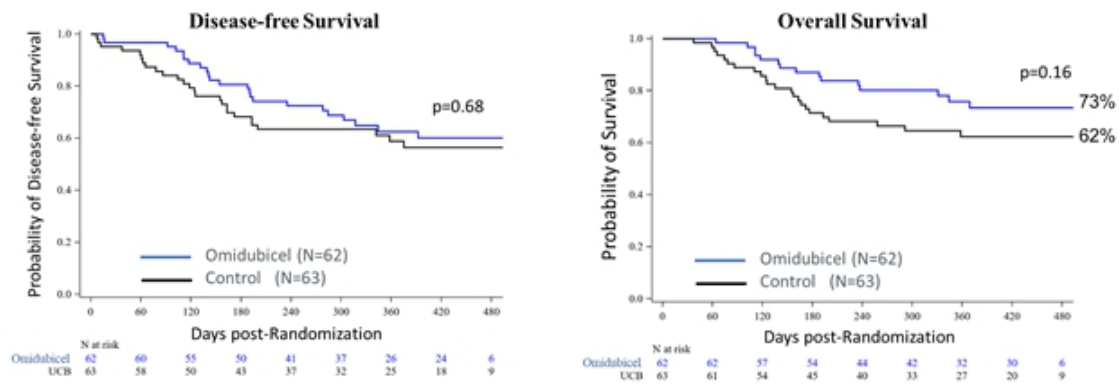 Disease-free Survival
Probability of Disease-free Survival
1.0
0.8
0.6
0.4
0.2
0.0
p=0.68
Omidubicel (N=62)
Control (N=63)
0 60 120 180 240 300 360 420 480
Days post-Randomization
N at risk
Omidubicel 62 60 55 50 41 37 26 24 6
UCB 63 58 50 43 37 32 25 18 9
Overall Survival
Probability of Survival
1.0
0.8
0.6
0.4
0.2
0.0
p=0.16
73%
62%
Omidubicel (N=62)
Control (N=63)
0 60 120 180 240 300 360 420 480
Days post-Randomization
N at risk
Omidubicel 62 62 57 54 44 42 32 30 6
UCB 63 61 54 45 40 33 27 20 9